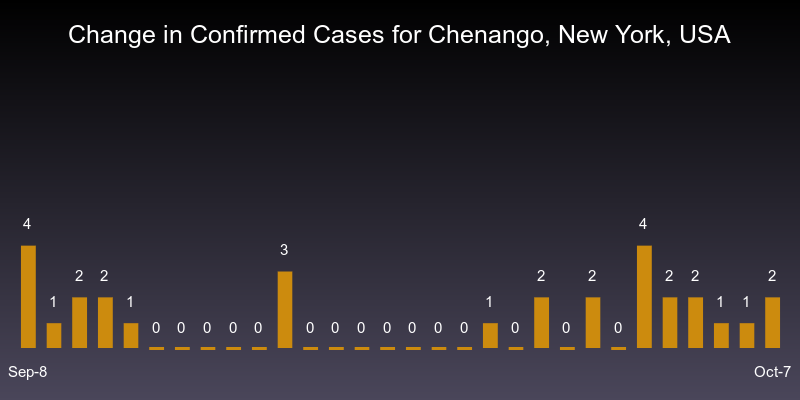 Change in Confirmed Cases for Chenango, New York, USA
4 1 2 2 1 0 0 0 0 0 3 0 0 0 0 0 0 0 1 0 2 0 2 0 4 2 2 1 1 2
Sep-8 Oct-7